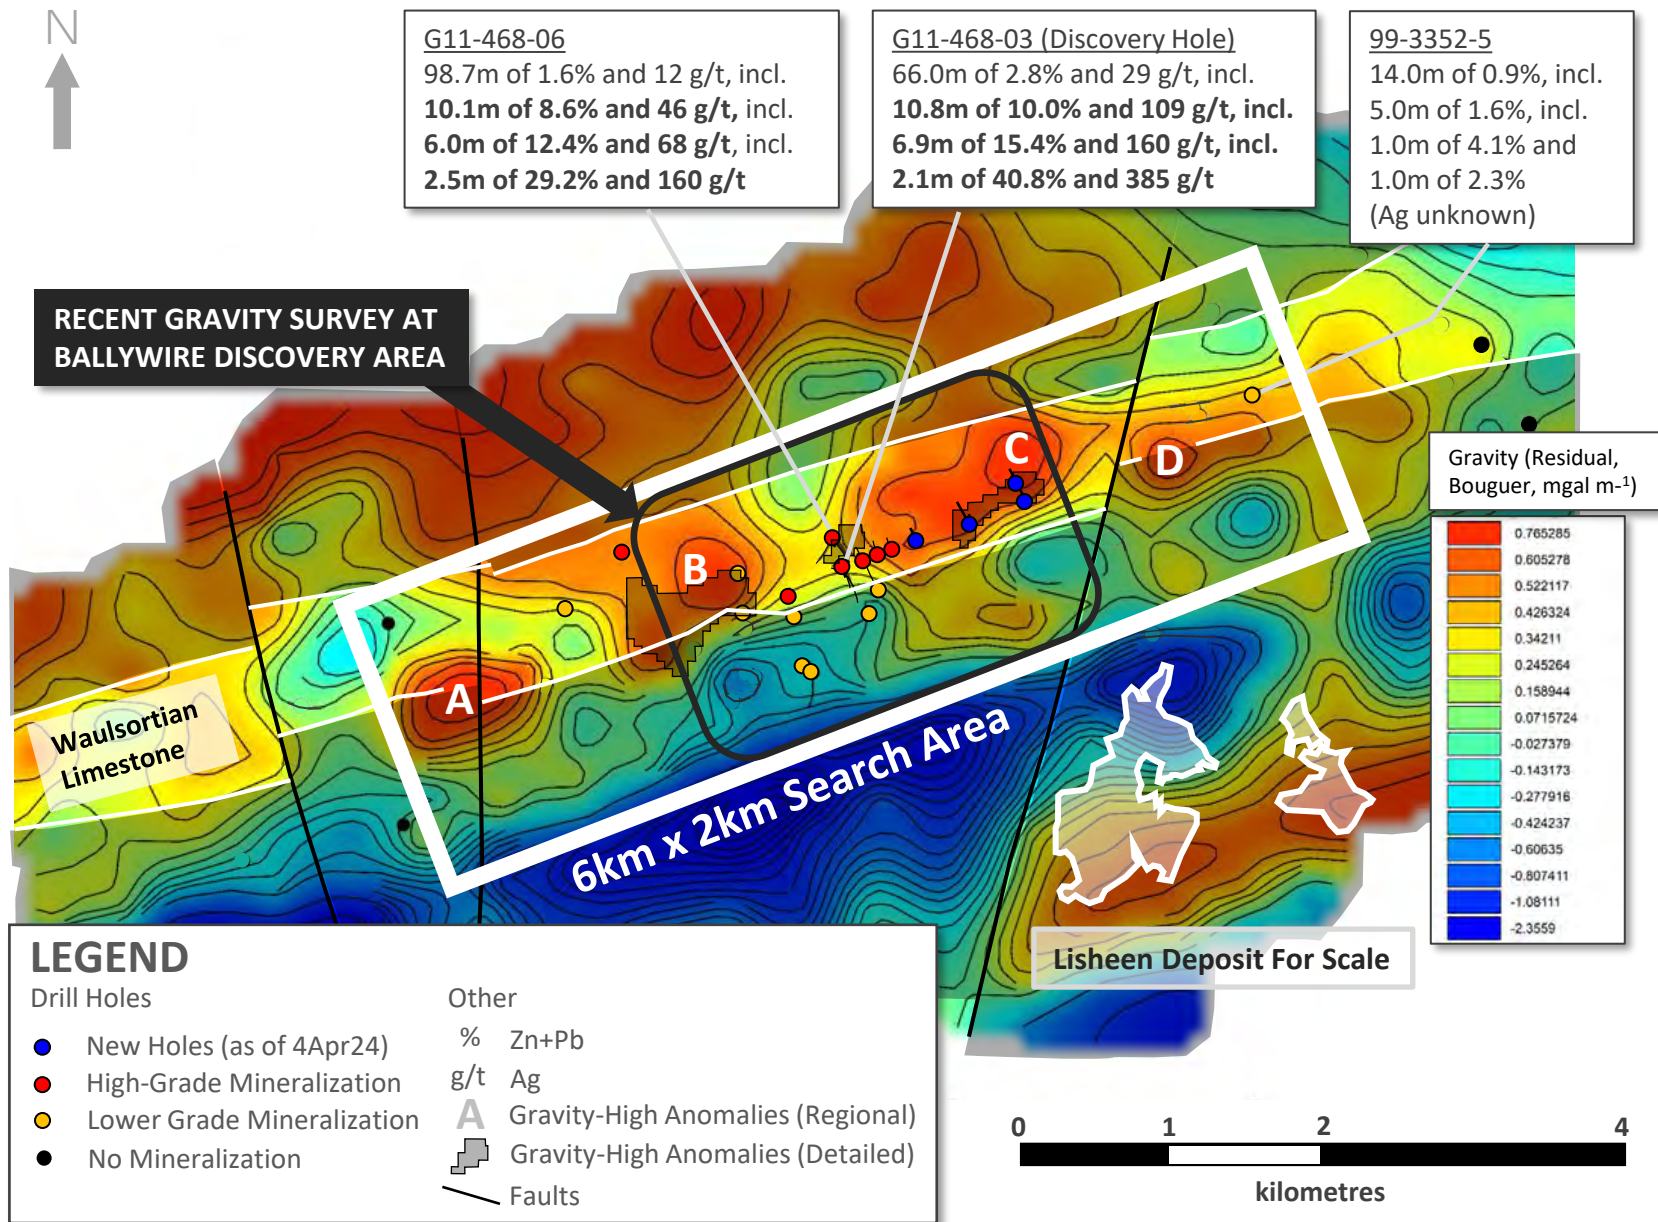 N
G11-468-06
98.7m of 1.6% and 12 g/t, incl.
10.1m of 8.6% and 46 g/t, incl.
6.0m of 12.4% and 68 g/t, incl.
2.5m of 29.2% and 160 g/t
G11-468-03 (Discovery Hole)
66.0m of 2.8% and 29 g/t, incl.
10.8m of 10.0% and 109 g/t, incl.
6.9m of 15.4% and 160 g/t, incl.
2.1m of 40.8% and 385 g/t
99-3352-5
14.0m of 0.9%, incl.
5.0m of 1.6%, incl.
1.0m of 4.1% and
1.0m of 2.3%
(Ag unknown)
RECENT GRAVITY SURVEY AT
BALLYWIRE DISCOVERY AREA
C
D
B
A
Waulsortian
Limestone
6km x 2km Search Area
Gravity (Residual,
Bouguer, mgal m-1)
0.765285
0.605278
0.522117
0.426324
0.34211
0.245264
0.158944
0.0715724
-0.027379
-0.143173
-0.277916
-0.424237
-0.60635
-0.807411
-1.08111
-2.3559
Lisheen Deposit For Scale
LEGEND
Drill Holes
New Holes (as of 4Apr24)
High-Grade Mineralization
Lower Grade Mineralization
No Mineralization
Other
% Zn+Pb
g/t Ag
A Gravity-High Anomalies (Regional)
Gravity-High Anomalies (Detailed)
Faults
0 1 2 4
kilometres